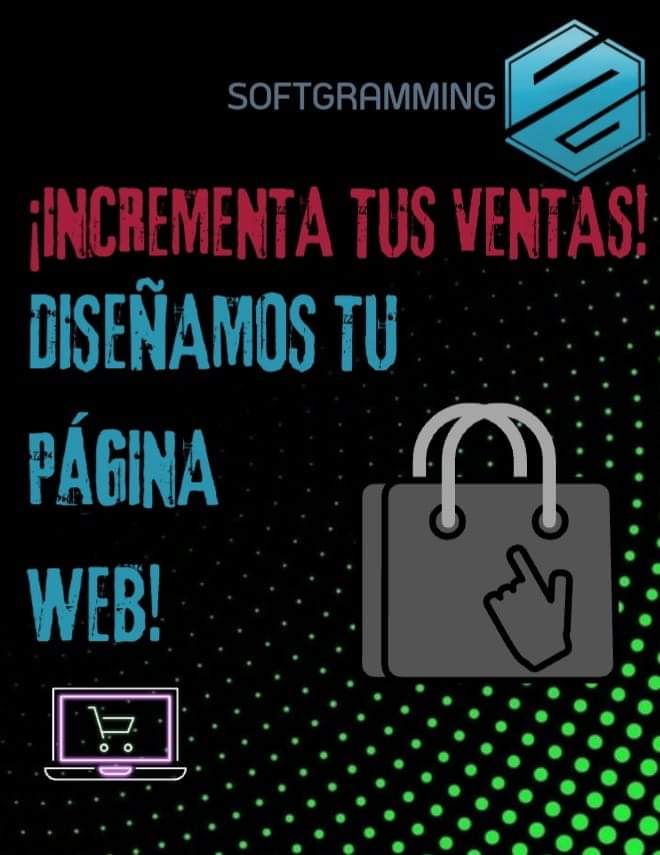 SOFTGRAMMING
¡INCREMENTA TUS VENTAS!
DISEÑAMOS TU
PÁGINA
WEB!